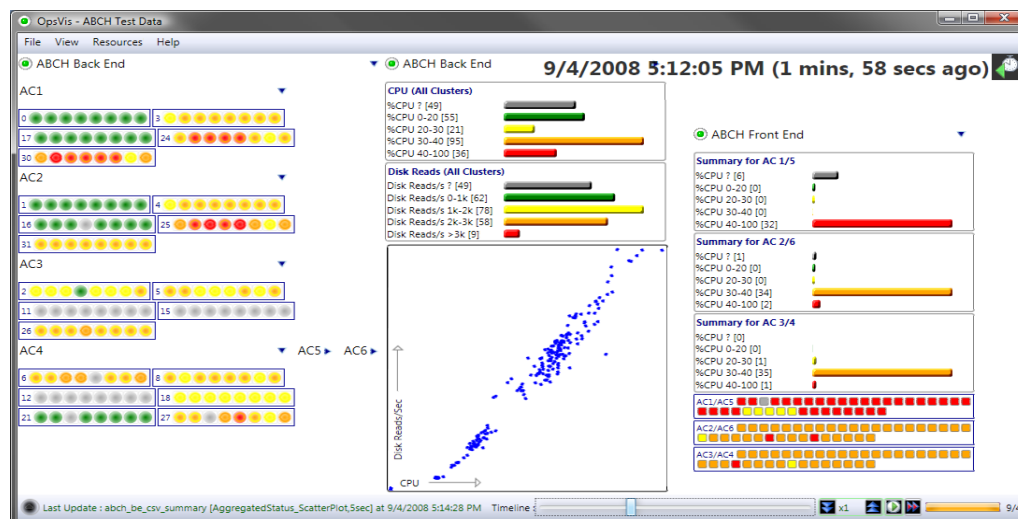 OpsVis - ABCH Test Data
File View Resources Help
ABCH Back End
AC1
0
3
17
24
30
AC2
1
4
16
25
31
AC3
2
5
11
15
26
AC4
AC5
AC6
6
8
12
18
21
27
ABCH Back End
9/4/2008 5:12:05 PM (1 mins, 58 secs ago)
CPU (All Clusters)
%CPU ? [49]
%CPU 0-20 [55]
%CPU 20-30 [21]
%CPU 30-40 [95]
%CPU 40-100 [36]
Disk Reads (All Clusters)
Disk Reads/s ? [49]
Disk Reads/s 0-1k [62]
Disk Reads/s 1k-2k [78]
Disk Reads/s 2k-3k [58]
Disk Reads/s >3k [9]
Disk Reads/Sec
CPU
ABCH Front End
Summary for AC 1/5
%CPU ? [6]
%CPU 0-20 [0]
%CPU 20-30 [0]
%CPU 30-40 [0]
%CPU 40-100 [32]
Summary for AC 2/6
%CPU ? [1]
%CPU 0-20 [0]
%CPU 20-30 [0]
%CPU 30-40 [34]
%CPU 40-100 [2]
Summary for AC 3/4
%CPU ? [0]
%CPU 0-20 [0]
%CPU 20-30 [1]
%CPU 30-40 [35]
%CPU 40-100 [1]
AC1/AC5
AC2/AC6
AC3/AC4
Last Update : abch_be_csv_summary [AggregatedStatus_ScatterPlot,5sec] at 9/4/2008 5:14:28 PM
Timeline :
x1
9/4